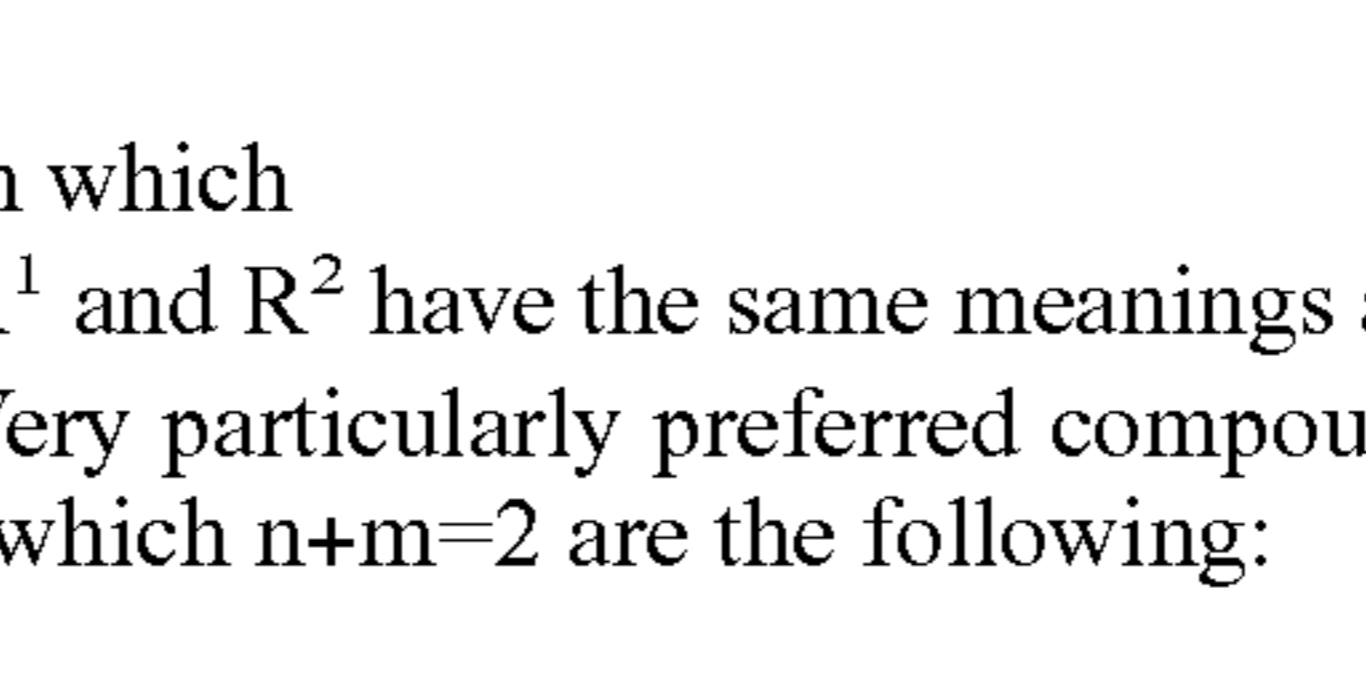 which
and R² have the same meanings
particularly preferred
which n+m=2 are the following: